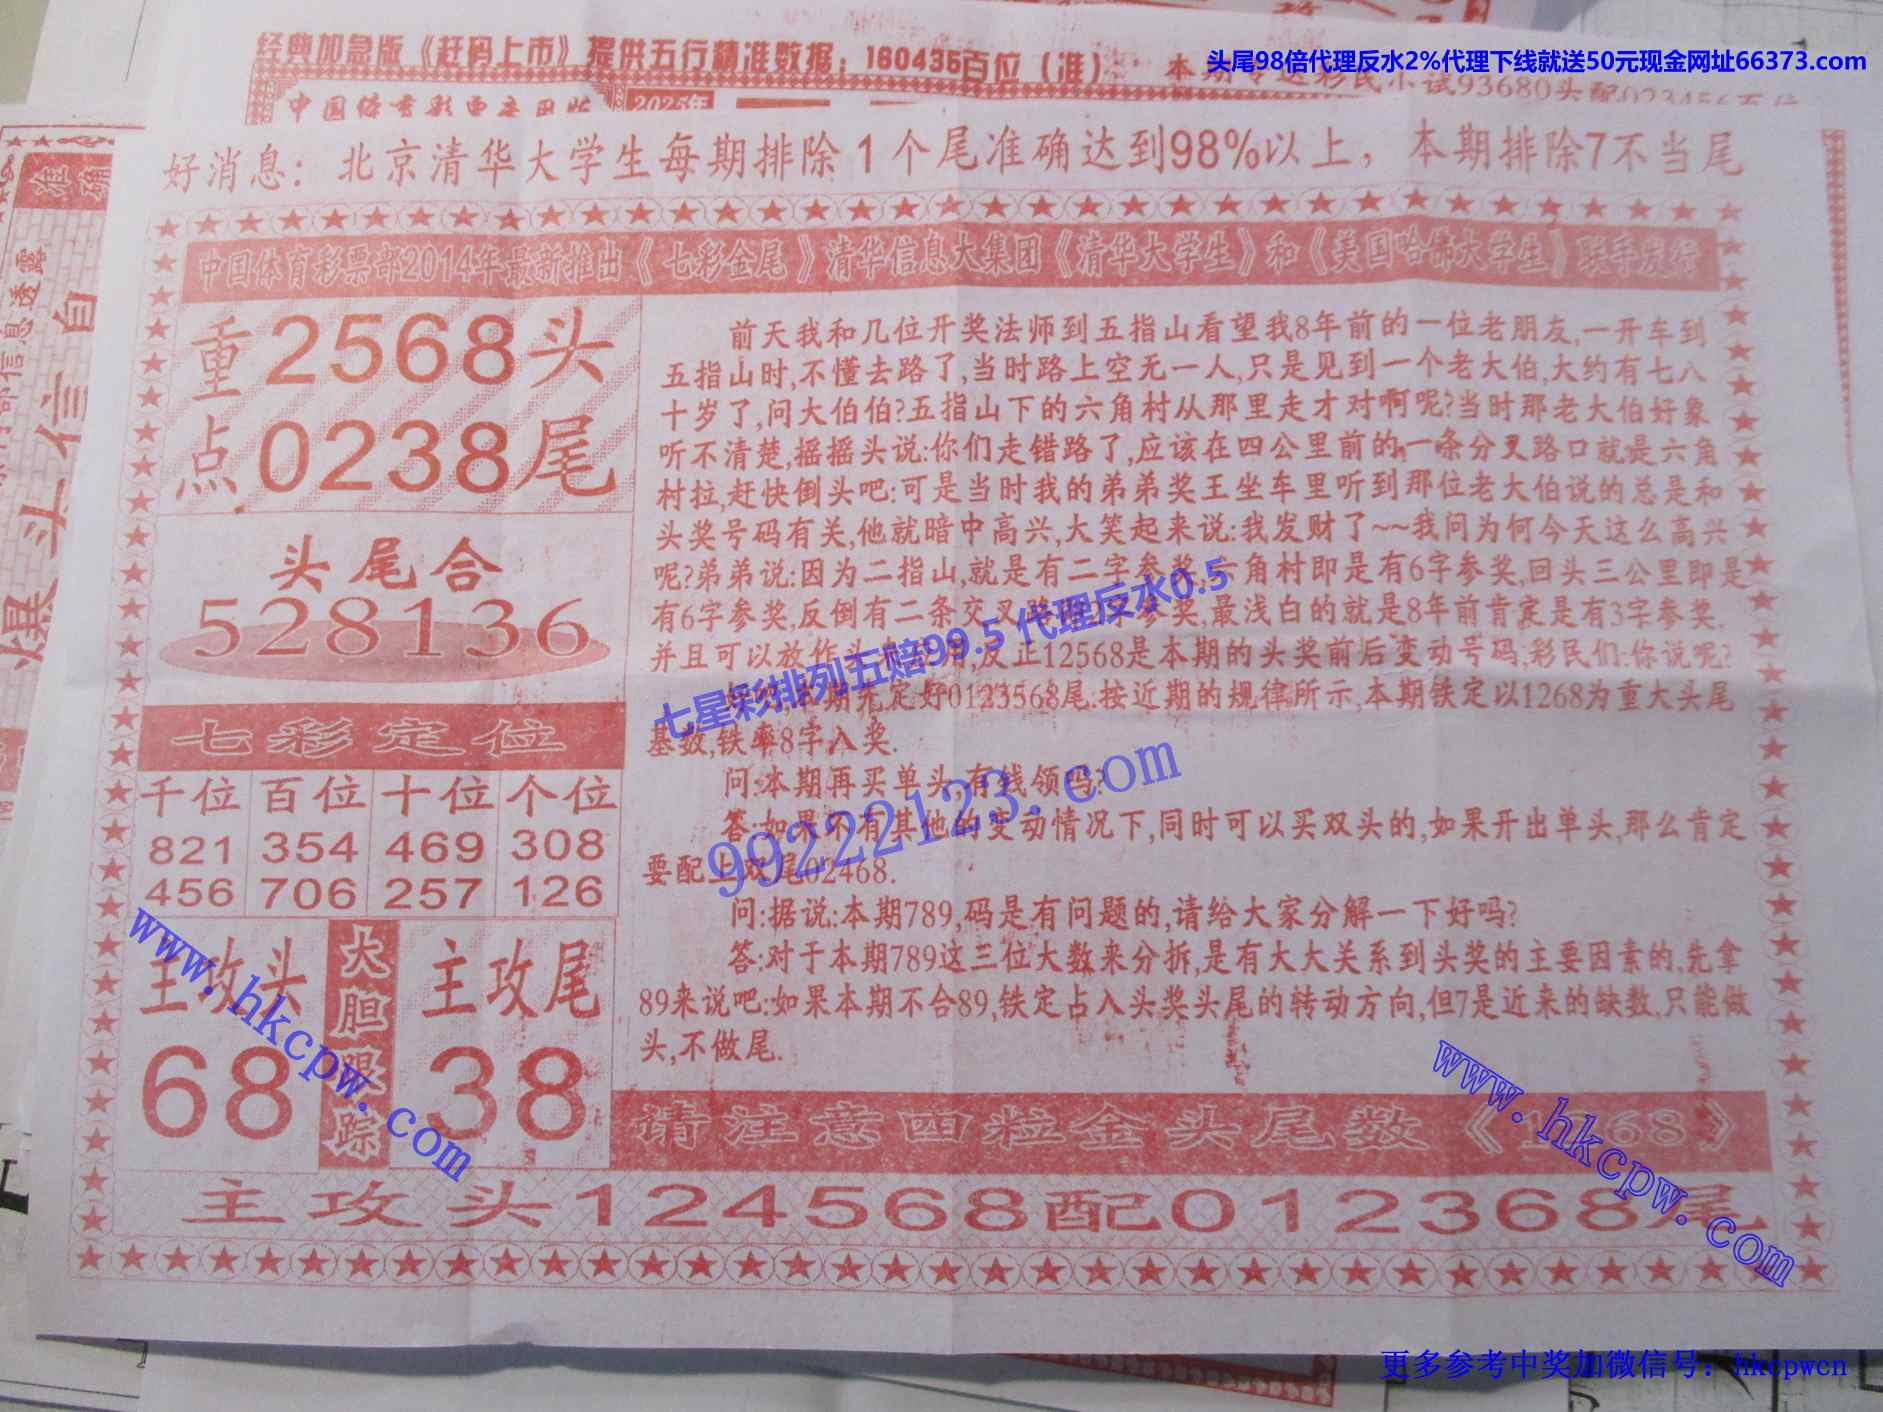 经典加急版《赶码上市》提供五行精准数据：160435百位（准）
头尾98倍代理反水2%代理下线就送50元现金网址66373.com
中国体育彩票
好消息：北京清华大学生每期排除1个尾准确达到98%以上，本期排除7不当尾
中国体育彩票部2014年最新推出《七彩金尾》清华信息大集团《清华大学生》和《美国哈佛大学生》联手发行
重 2568头
点 0238尾
头尾合
528136
七彩定位
千位 百位 十位 个位
821 354 469 308
456 706 257 126
主攻头
68
大胆跟踪
主攻尾
38
前天我和几位开奖法师到五指山看望我8年前的一位老朋友,一开车到
五指山时,不懂去路了,当时路上空无一人,只是见到一个老大伯,大约有七八
十岁了,问大伯伯?五指山下的六角村从那里走才对啊呢?当时那老大伯好象
听不清楚,摇摇头说:你们走错路了,应该在四公里前的一条分叉路口就是六角
村拉,赶快倒头吧:可是当时我的弟弟奖王坐车里听到那位老大伯说的总是和
头奖号码有关,他就暗中高兴,大笑起来说:我发财了~~我问为何今天这么高兴
呢?弟弟说:因为二指山,就是有二字参奖,六角村即是有6字参奖,回头三公里即是
有6字参奖,反倒有二条交叉 参奖,最浅白的就是8年前肯定是有3字参奖.
并且可以放作头 反正12568是本期的头奖前后变动号码;彩民们:你说呢?
本期 定好0123568尾.按近期的规律所示,本期铁定以1268为重大头尾
基数,铁率8字入奖.
问:本期再买单头,有钱领吗?
答:如果不有其他的变动情况下,同时可以买双头的,如果开出单头,那么肯定
要配上双尾02468.
问:据说:本期789,码是有问题的,请给大家分解一下好吗?
答:对于本期789这三位大数来分拆,是有大大关系到头奖的主要因素的.先拿
89来说吧:如果本期不合89,铁定占入头奖头尾的转动方向,但7是近来的缺数.只能做
头,不做尾.
请注意四粒金头尾数《 68》
主攻头124568配012368尾
七星彩排列五赔99.5 代理反水0.5
99222123.com
www.hkcpw.com
www.hkcpw.com
更多参考中奖加微信号：hkcpwcn